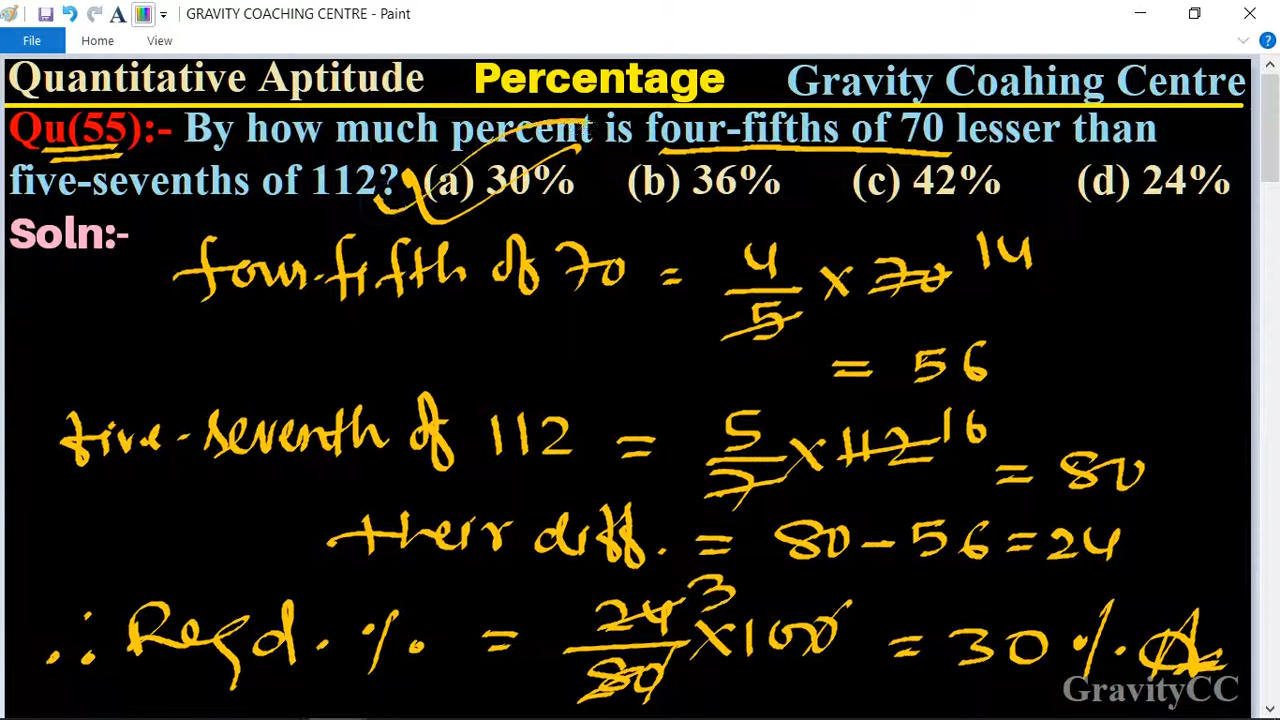 GRAVITY COACHING CENTRE - Paint
File Home View
Quantitative Aptitude Percentage Gravity Coahing Centre
Qu(55):- By how much percent is four-fifths of 70 lesser than
five-sevenths of 112? (a) 30% (b) 36% (c) 42% (d) 24%
Soln:-
four-fifth of 70 = 4/5 × 70 14
= 56
five-seventh of 112 = 5/7 × 112 16 = 80
their diff. = 80 - 56 = 24
∴ Reqd. % = 24/80 3 × 100 = 30 %.
GravityCC